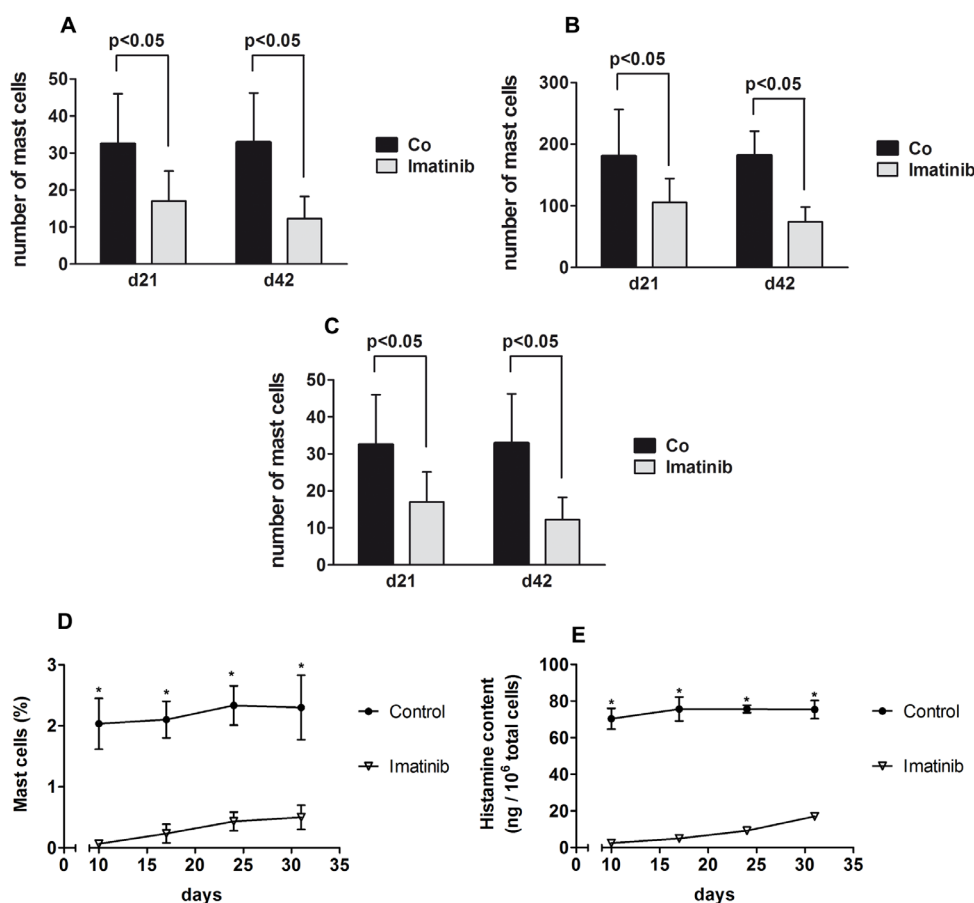 A
p<0.05 p<0.05
number of mast cells
50
40
30
20
10
0
d21 d42
Co
Imatinib
B
p<0.05
p<0.05
number of mast cells
300
200
100
0
d21 d42
Co
Imatinib
C
p<0.05 p<0.05
number of mast cells
50
40
30
20
10
0
d21 d42
Co
Imatinib
D
Mast cells (%)
3
2
1
0
* * * *
0 10 15 20 25 30 35
days
Control
Imatinib
E
Histamine content
(ng / 10⁶ total cells)
100
80
60
40
20
0
* * * *
0 10 15 20 25 30 35
days
Control
Imatinib